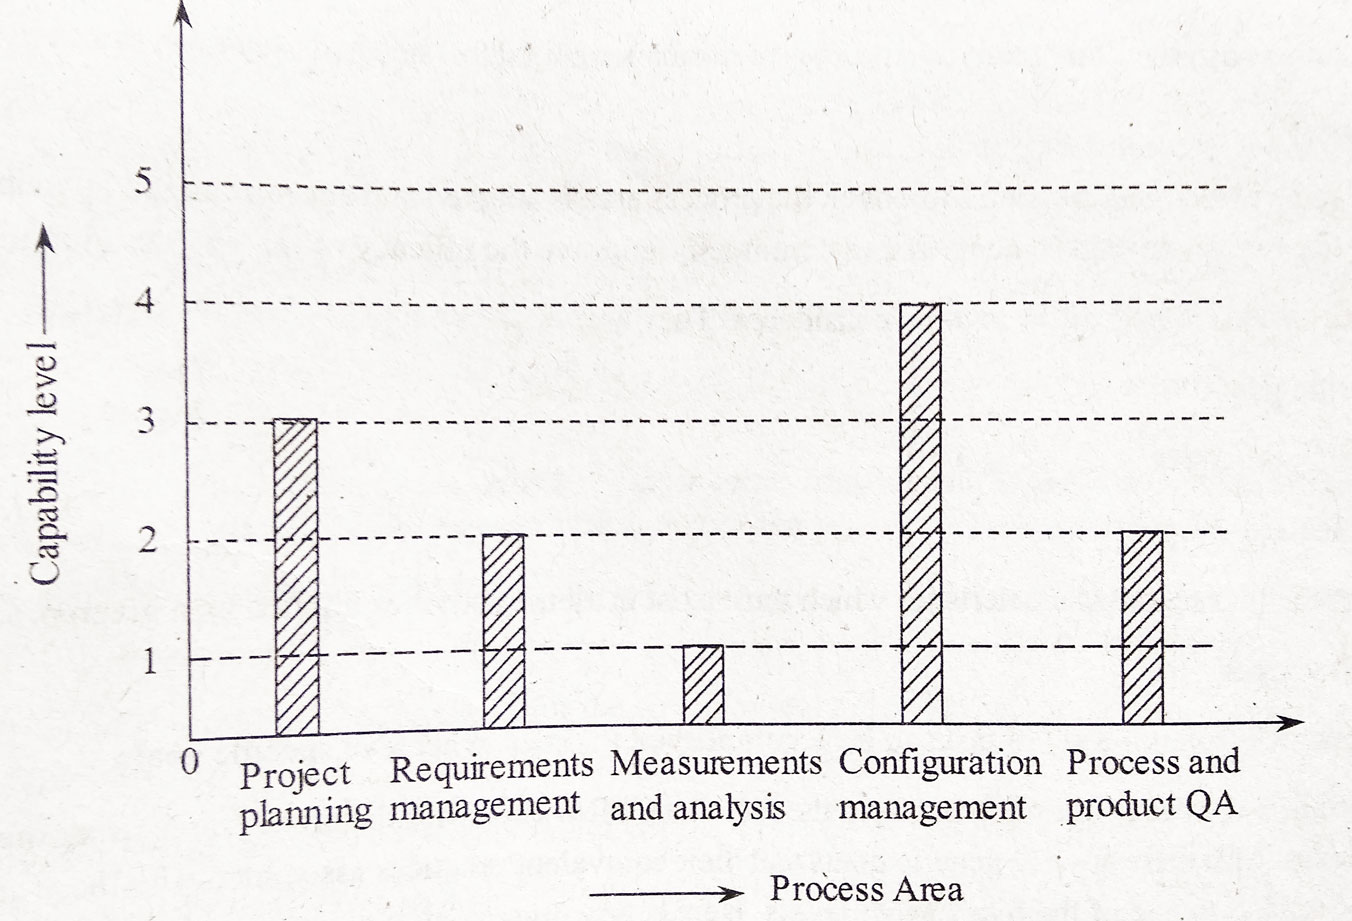 5
4
3
2
1
0
Capability level
Project
planning
Requirements
management
Measurements
and analysis
Configuration
management
Process and
product QA
Process Area